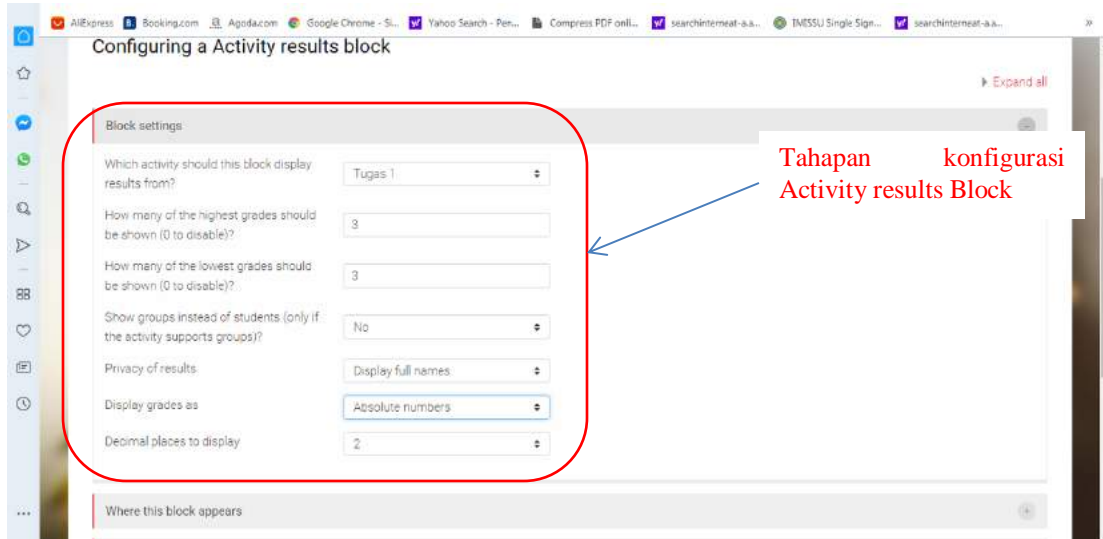 AliExpress
Booking.com
Agoda.com
Google Chrome - Si...
Yahoo Search - Per...
Compress PDF onli...
searchinterneat-a.a...
IMISSU Single Sign...
searchinterneat-a.a...
»
Configuring a Activity results block
Expand all
Block settings
Which activity should this block display
results from?
Tugas 1
How many of the highest grades should
be shown (0 to disable)?
3
How many of the lowest grades should
be shown (0 to disable)?
3
Show groups instead of students (only if
the activity supports groups)?
No
Privacy of results
Display full names
Display grades as
Absolute numbers
Decimal places to display
2
Where this block appears
Tahapan konfigurasi
Activity results Block